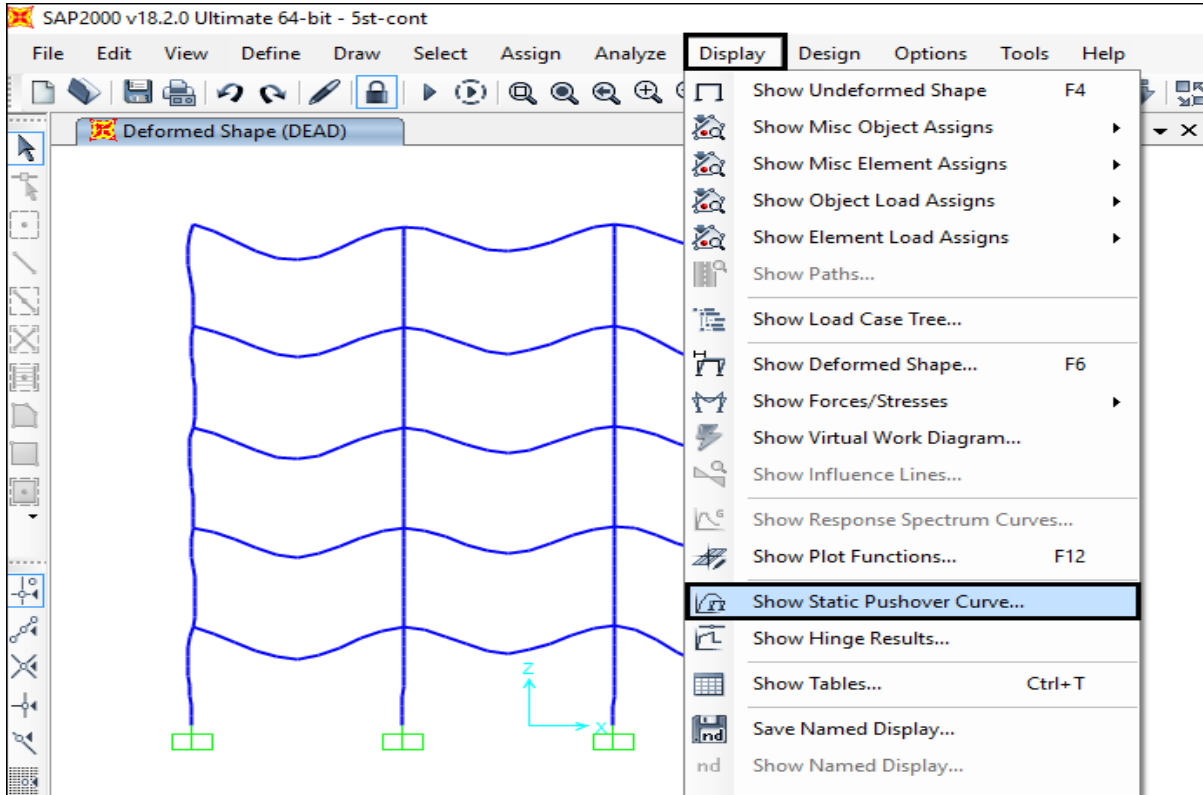 SAP2000 v18.2.0 Ultimate 64-bit - 5st-cont
File Edit View Define Draw Select Assign Analyze Display Design Options Tools Help
Deformed Shape (DEAD)
Show Undeformed Shape F4
Show Misc Object Assigns
Show Misc Element Assigns
Show Object Load Assigns
Show Element Load Assigns
Show Paths...
Show Load Case Tree...
Show Deformed Shape... F6
Show Forces/Stresses
Show Virtual Work Diagram...
Show Influence Lines...
Show Response Spectrum Curves...
Show Plot Functions... F12
Show Static Pushover Curve...
Show Hinge Results...
Show Tables... Ctrl+T
Save Named Display...
nd Show Named Display...
Z
X